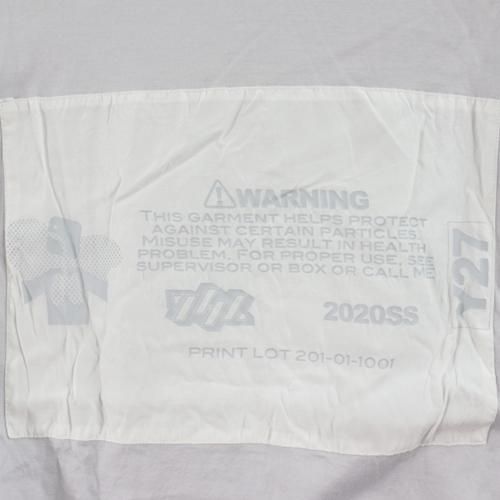 WARNING
THIS GARMENT HELPS PROTECT
AGAINST CERTAIN PARTICLES.
MISUSE MAY RESULT IN HEALTH
PROBLEM. FOR PROPER USE, SEE
SUPERVISOR OR BOX OR CALL ME
2020SS
Y27
PRINT LOT 201-01-1001